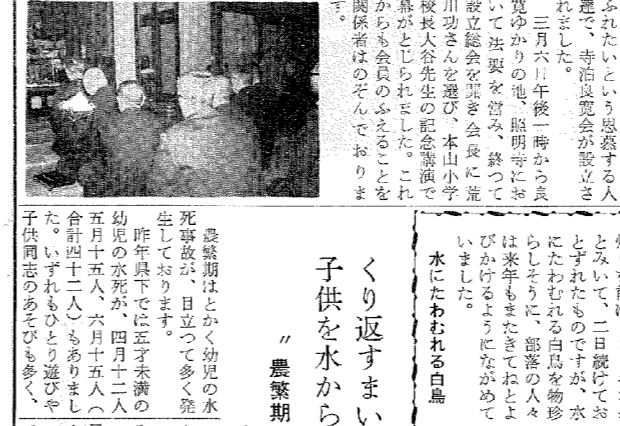 ふれたいという恩慕する人
達で、寺泊良寛会が設立さ
れました。
三月六日午後一時から良
寛ゆかりの地、照明寺にお
いて法要を営み、終つて
設立総会を開き会長に荒
川功さんを選び、本山小学
校長大谷先生の記念講演で
幕がとじられました。これ
からも会員のふえることを
関係者はのぞんでおりま
す。
とみいて、二日続けてお
とずれたものですが、水
にたわむれる白鳥を物珍
らしそうに、部落の人々
は来年もまたきてねとよ
びかけるようにながめて
いました。
水にたわむれる白鳥
くり返すまい
子供を水から
〃農繁期
農繁期はとかく幼児の水
死事故が、目立つて多く発
生しております。
昨年県下では五才未満の
幼児の水死が、四月十二人
五月十五人、六月十五人（
合計四十二人）もありまし
た。いずれもひとり遊びや
子供同志のあそびも多く、